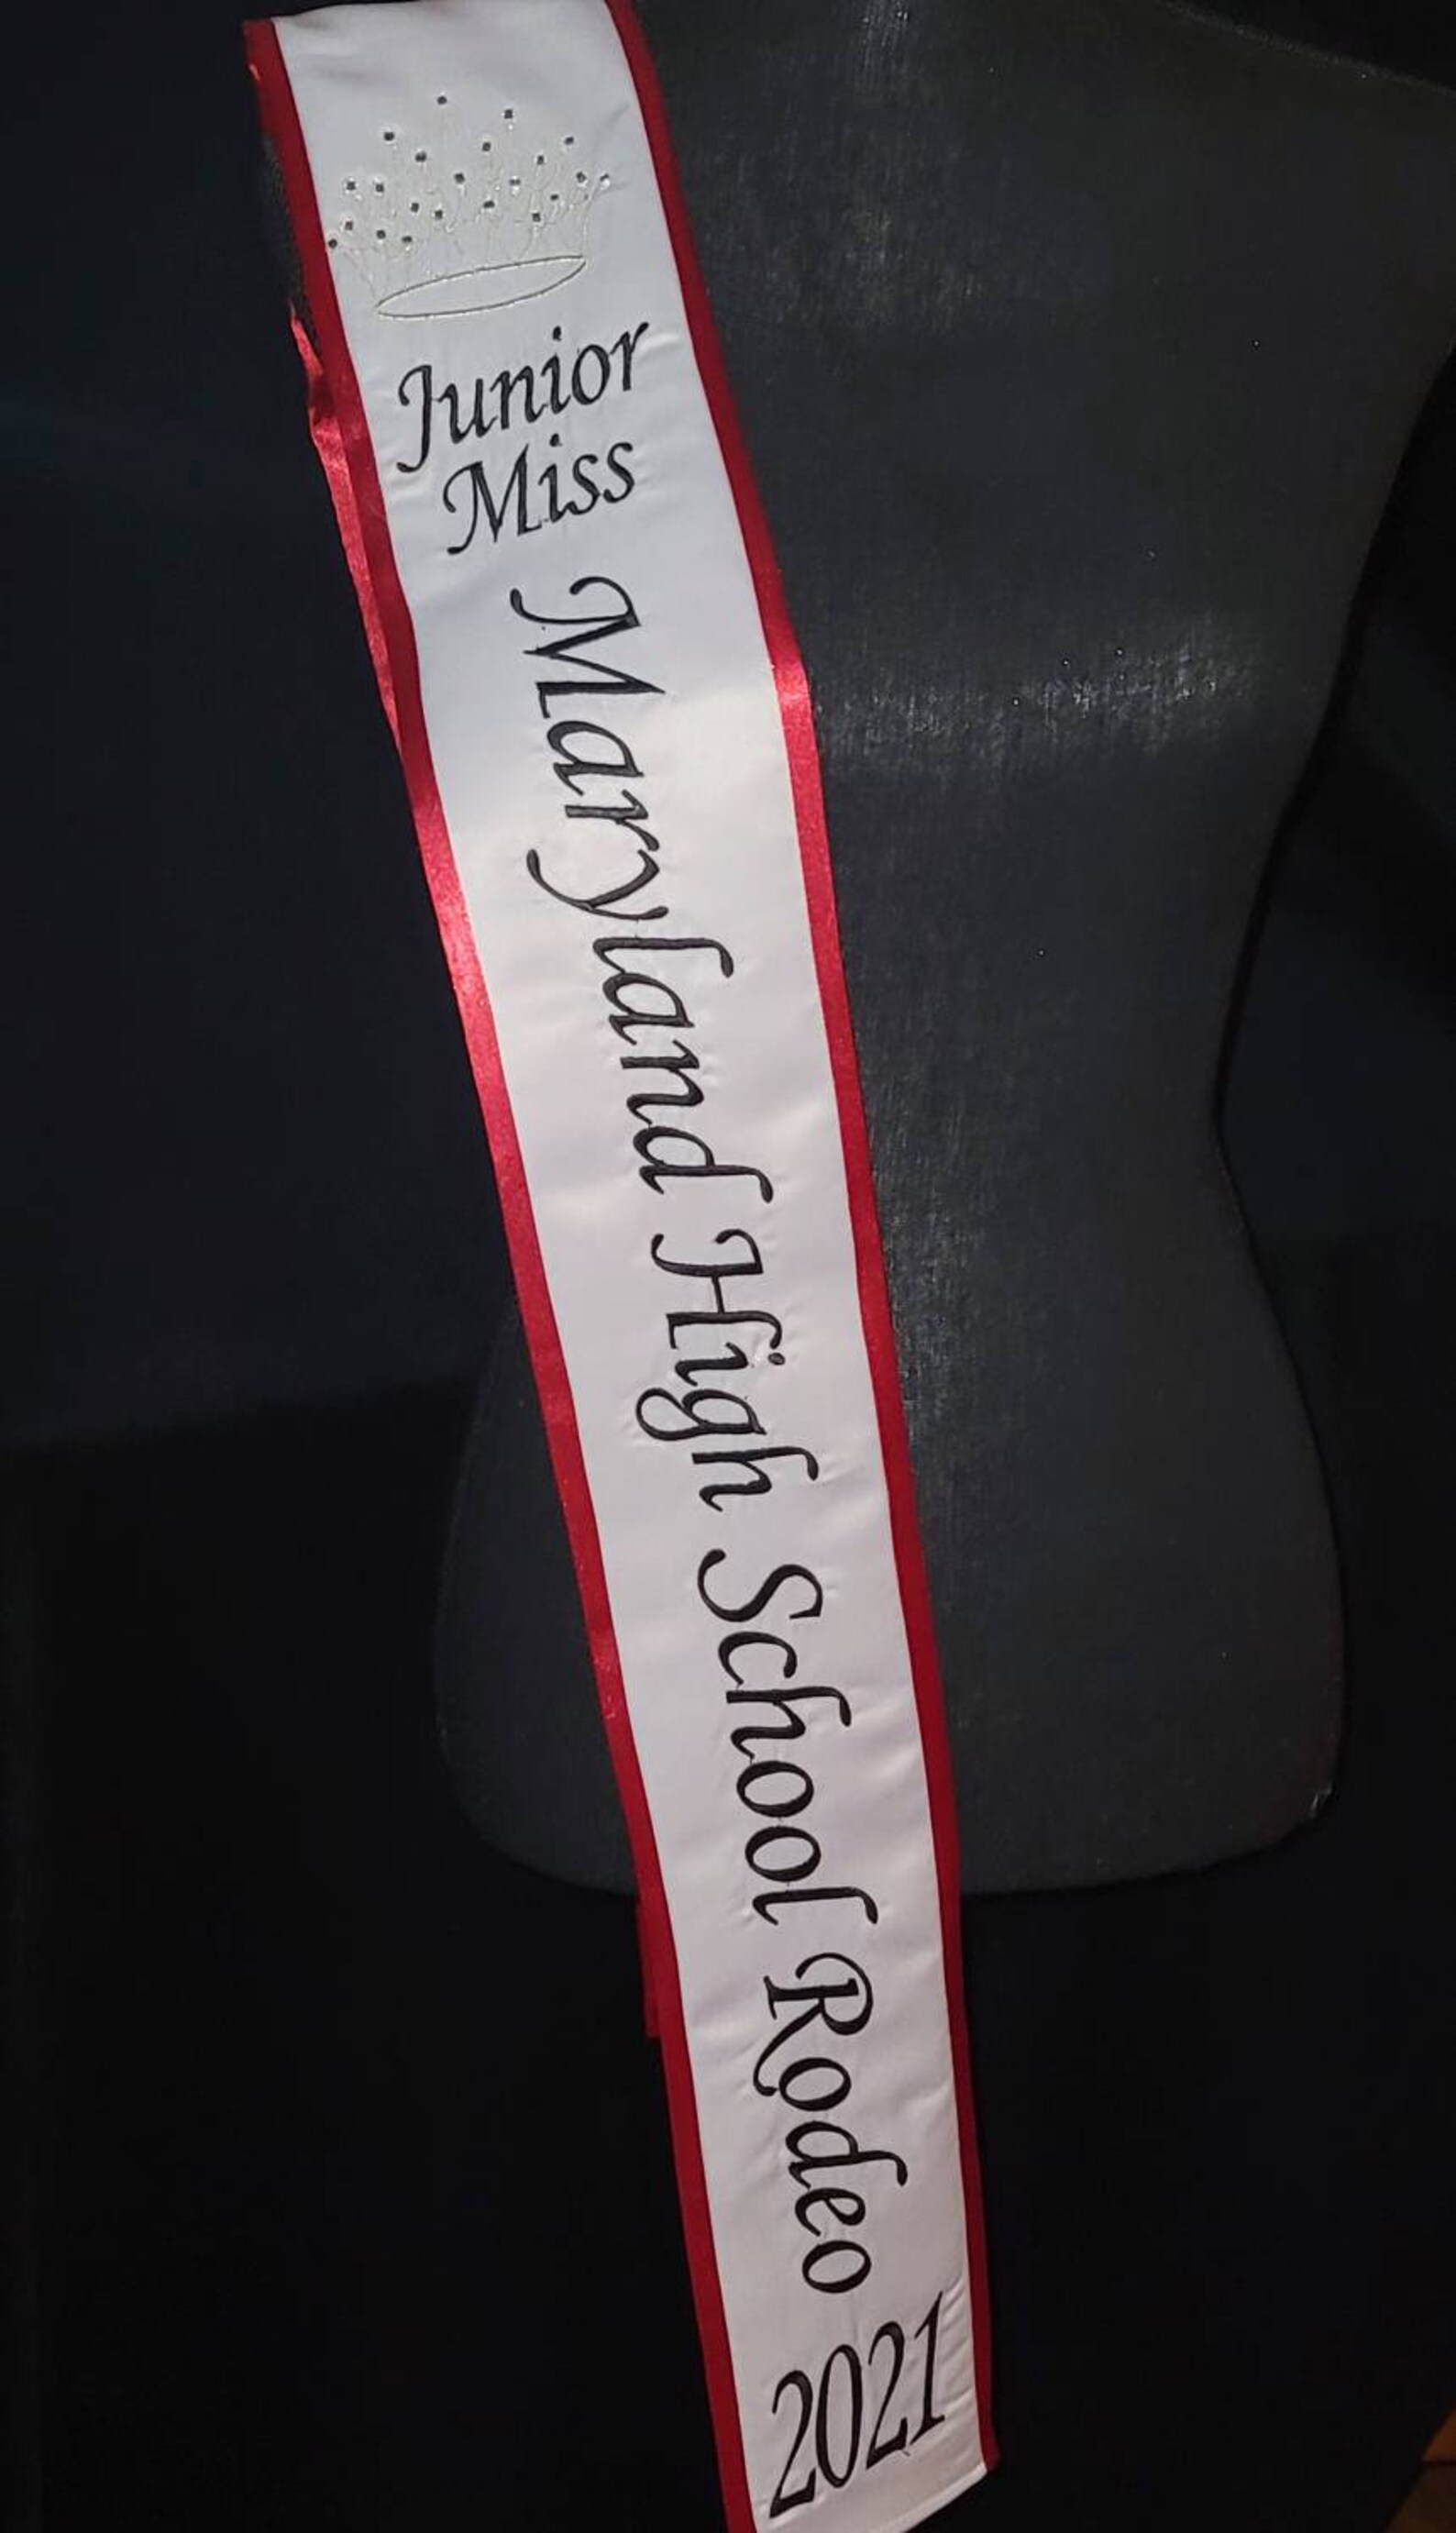 Junior
Miss
Maryland High School Rodeo
2021